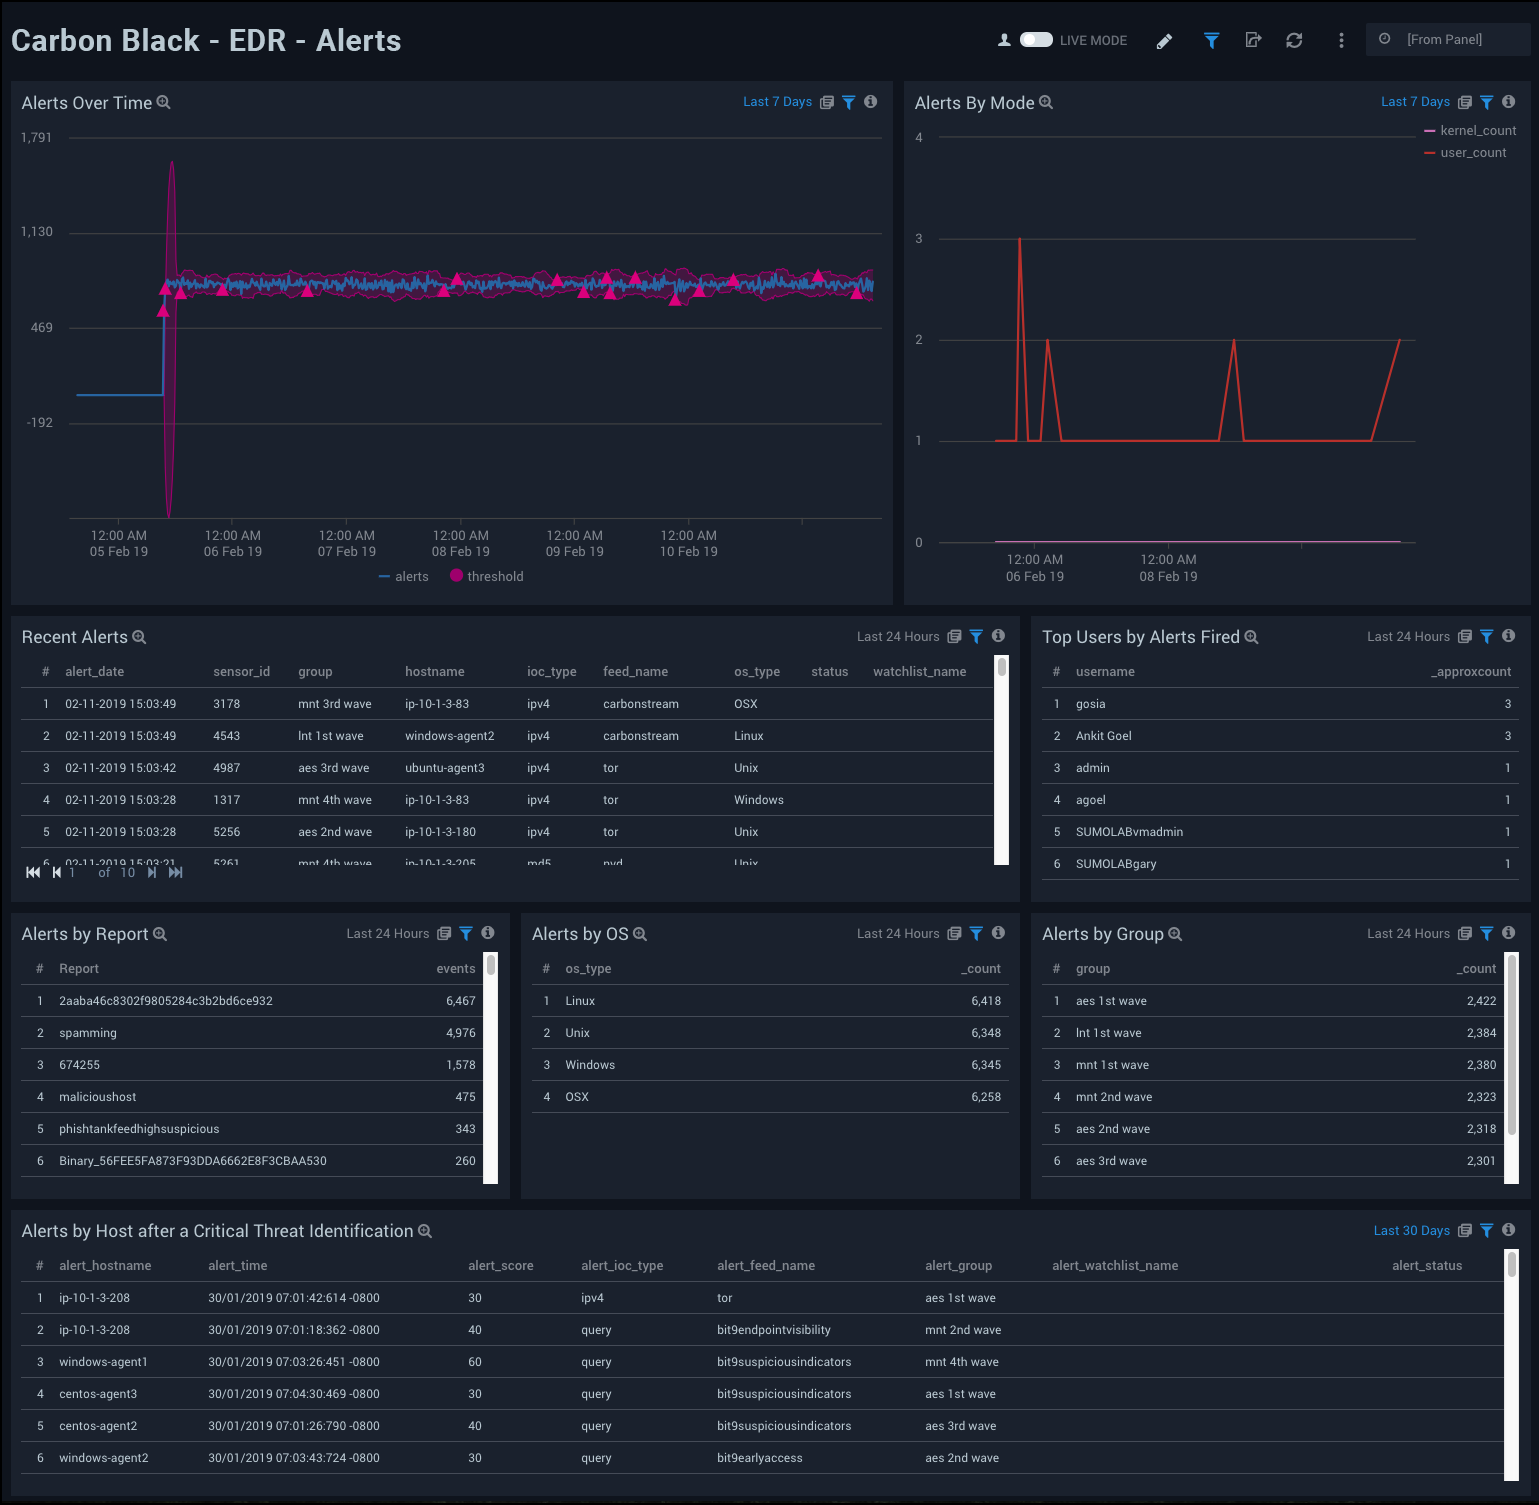 Carbon Black - EDR - Alerts
LIVE MODE
[From Panel]
Alerts Over Time
Last 7 Days
1,791
1,130
469
-192
12:00 AM 12:00 AM 12:00 AM 12:00 AM 12:00 AM 12:00 AM
05 Feb 19 06 Feb 19 07 Feb 19 08 Feb 19 09 Feb 19 10 Feb 19
alerts threshold
Alerts By Mode
Last 7 Days
kernel_count
user_count
4
3
2
1
0
12:00 AM 12:00 AM
06 Feb 19 08 Feb 19
Recent Alerts
Last 24 Hours
# alert_date sensor_id group hostname ioc_type feed_name os_type status watchlist_name
1 02-11-2019 15:03:49 3178 mnt 3rd wave ip-10-1-3-83 ipv4 carbonstream OSX
2 02-11-2019 15:03:49 4543 lnt 1st wave windows-agent2 ipv4 carbonstream Linux
3 02-11-2019 15:03:42 4987 aes 3rd wave ubuntu-agent3 ipv4 tor Unix
4 02-11-2019 15:03:28 1317 mnt 4th wave ip-10-1-3-83 ipv4 tor Windows
5 02-11-2019 15:03:28 5256 aes 2nd wave ip-10-1-3-180 ipv4 tor Unix
6 02-11-2019 15:03:21 5261 mnt 4th wave ip-10-1-3-205 md5 nvd Unix
1 of 10
Top Users by Alerts Fired
Last 24 Hours
# username _approxcount
1 gosia 3
2 Ankit Goel 3
3 admin 1
4 agoel 1
5 SUMOLABvmadmin 1
6 SUMOLABgary 1
Alerts by Report
Last 24 Hours
# Report events
1 2aaba46c8302f9805284c3b2bd6ce932 6,467
2 spamming 4,976
3 674255 1,578
4 malicioushost 475
5 phishtankfeedhighsuspicious 343
6 Binary_56FEE5FA873F93DDA6662E8F3CBAA530 260
Alerts by OS
Last 24 Hours
# os_type _count
1 Linux 6,418
2 Unix 6,348
3 Windows 6,345
4 OSX 6,258
Alerts by Group
Last 24 Hours
# group _count
1 aes 1st wave 2,422
2 lnt 1st wave 2,384
3 mnt 1st wave 2,380
4 mnt 2nd wave 2,323
5 aes 2nd wave 2,318
6 aes 3rd wave 2,301
Alerts by Host after a Critical Threat Identification
Last 30 Days
# alert_hostname alert_time alert_score alert_ioc_type alert_feed_name alert_group alert_watchlist_name alert_status
1 ip-10-1-3-208 30/01/2019 07:01:42:614 -0800 30 ipv4 tor aes 1st wave
2 ip-10-1-3-208 30/01/2019 07:01:18:362 -0800 40 query bit9endpointvisibility mnt 2nd wave
3 windows-agent1 30/01/2019 07:03:26:451 -0800 60 query bit9suspiciousindicators mnt 4th wave
4 centos-agent3 30/01/2019 07:04:30:469 -0800 30 query bit9suspiciousindicators aes 1st wave
5 centos-agent2 30/01/2019 07:01:26:790 -0800 40 query bit9suspiciousindicators aes 3rd wave
6 windows-agent2 30/01/2019 07:03:43:724 -0800 30 query bit9earlyaccess aes 2nd wave